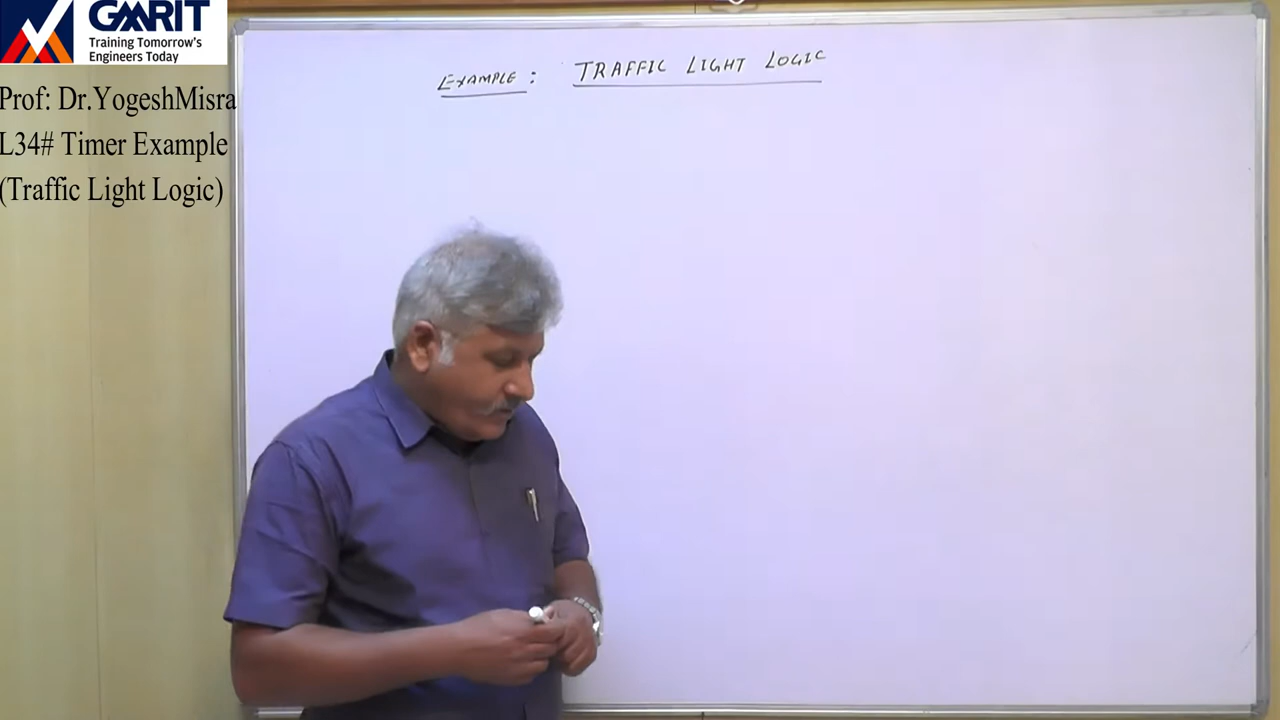 GMRIT
Training Tomorrow's
Engineers Today
Prof: Dr.YogeshMisra
L34# Timer Example
(Traffic Light Logic)
EXAMPLE: TRAFFIC LIGHT LOGIC